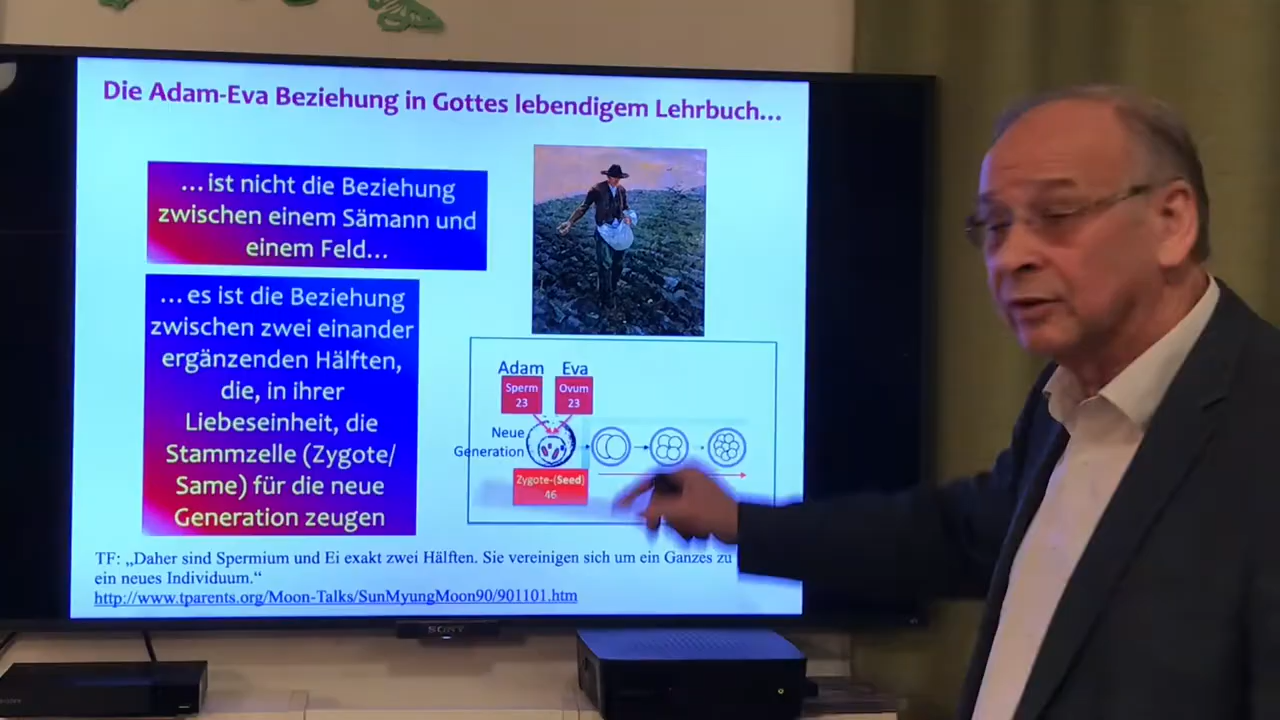 Die Adam-Eva Beziehung in Gottes lebendigem Lehrbuch...
...ist nicht die Beziehung
zwischen einem Sämann und
einem Feld...
...es ist die Beziehung
zwischen zwei einander
ergänzenden Hälften,
die, in ihrer
Liebeseinheit, die
Stammzelle (Zygote/
Same) für die neue
Generation zeugen
Adam Eva
Sperm Ovum
23 23
Neue
Generation
Zygote-(Seed)
46
TF: „Daher sind Spermium und Ei exakt zwei Hälften. Sie vereinigen sich um ein Ganzes zu
ein neues Individuum.“
http://www.tparents.org/Moon-Talks/SunMyungMoon90/901101.htm
SONY